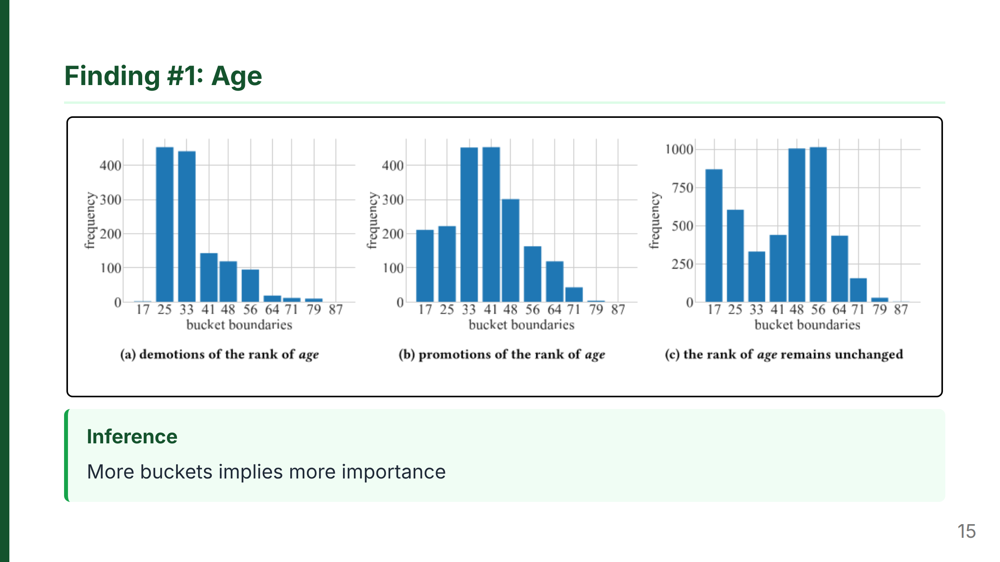 Finding #1: Age
frequency
400
300
200
100
0
17 25 33 41 48 56 64 71 79 87
bucket boundaries
(a) demotions of the rank of age
frequency
400
300
200
100
0
17 25 33 41 48 56 64 71 79 87
bucket boundaries
(b) promotions of the rank of age
frequency
1000
750
500
250
0
17 25 33 41 48 56 64 71 79 87
bucket boundaries
(c) the rank of age remains unchanged
Inference
More buckets implies more importance
15